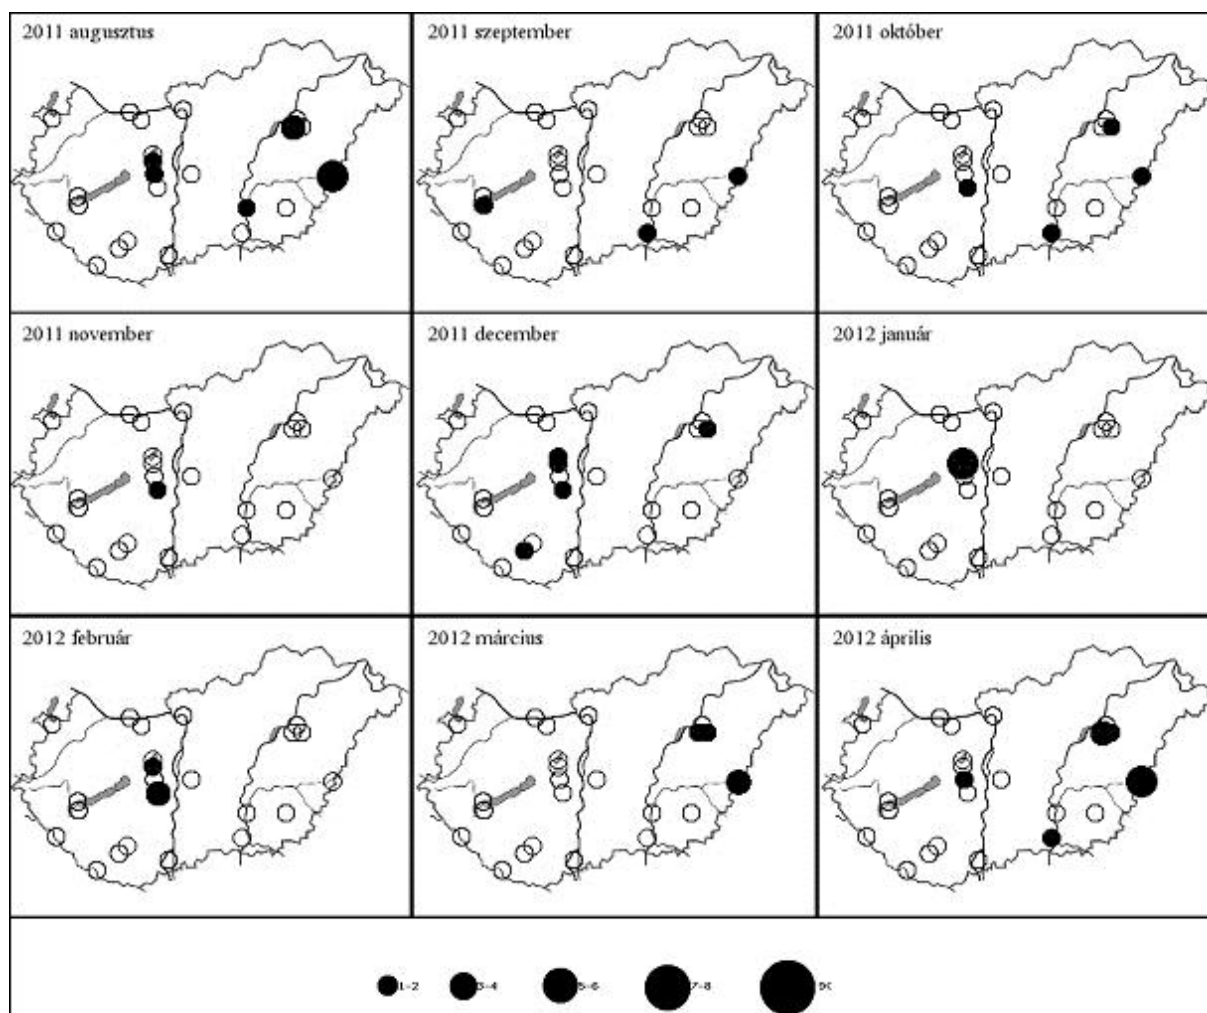 2011 augusztus
2011 szeptember
2011 október
2011 november
2011 december
2012 január
2012 február
2012 március
2012 április
1-2 3-4 5-6 7-8